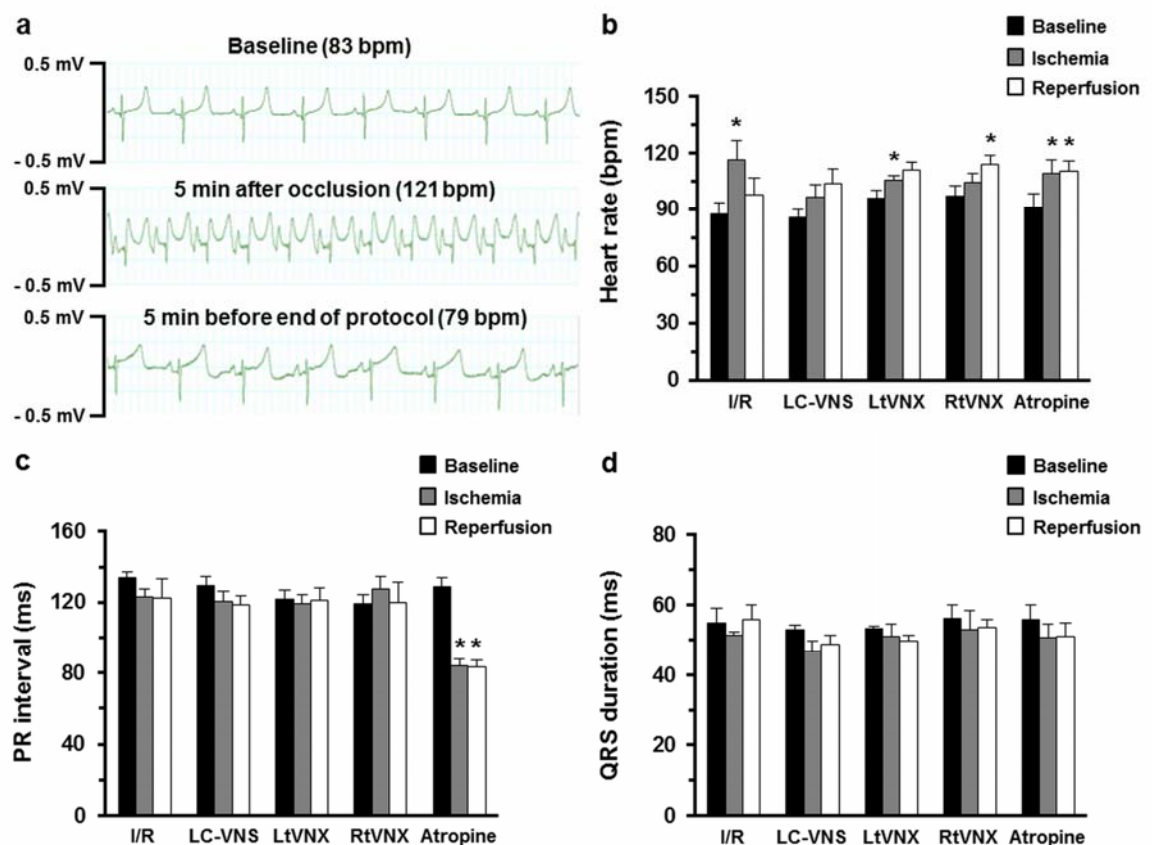 a
Baseline (83 bpm)
0.5 mV
- 0.5 mV
5 min after occlusion (121 bpm)
0.5 mV
- 0.5 mV
5 min before end of protocol (79 bpm)
0.5 mV
- 0.5 mV
b
Baseline
Ischemia
Reperfusion
Heart rate (bpm)
150
120
90
60
30
0
*
*
*
* *
I/R LC-VNS LtVNX RtVNX Atropine
c
Baseline
Ischemia
Reperfusion
PR interval (ms)
160
120
80
40
0
* *
I/R LC-VNS LtVNX RtVNX Atropine
d
Baseline
Ischemia
Reperfusion
QRS duration (ms)
80
60
40
20
0
I/R LC-VNS LtVNX RtVNX Atropine